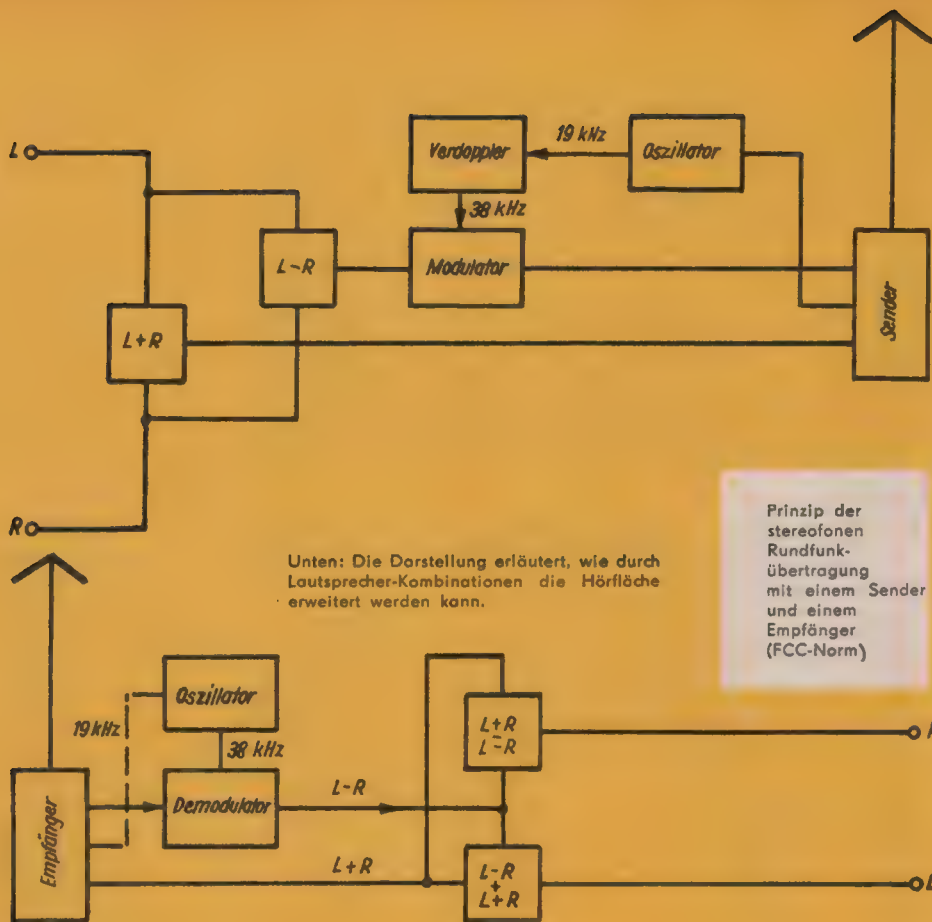 L
Verdoppler
19 kHz
Oszillator
38 kHz
L-R
Modulator
Sender
L+R
R
Prinzip der
stereofonen
Rundfunk-
übertragung
mit einem Sender
und einem
Empfänger
(FCC-Norm)
Unten: Die Darstellung erläutert, wie durch
Lautsprecher-Kombinationen die Hörfläche
erweitert werden kann.
Oszillator
19 kHz
38 kHz
L+R
-
L-R
Empfänger
Demodulator
L-R
L+R
L-R
+
L+R